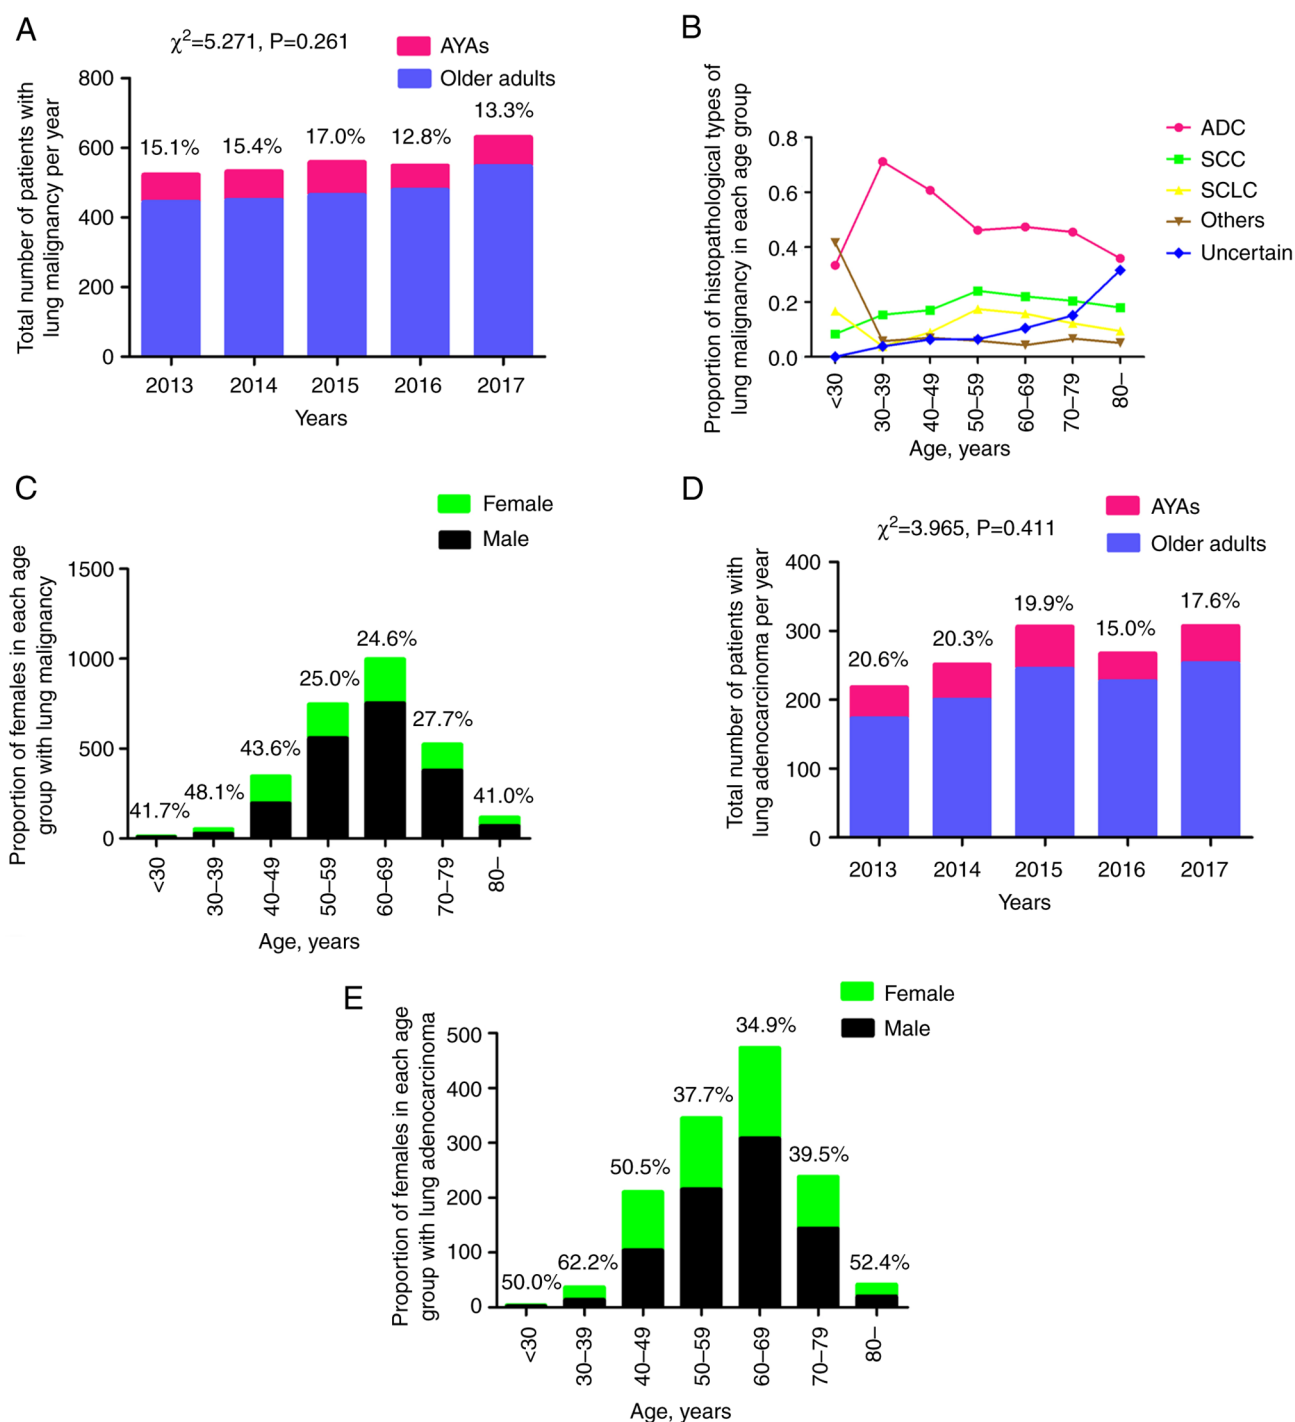 A
χ²=5.271, P=0.261
AYAs
Older adults
Total number of patients with
lung malignancy per year
800
600
400
200
0
15.1%
15.4%
17.0%
12.8%
13.3%
2013
2014
2015
2016
2017
Years
B
Proportion of histopathological types of
lung malignancy in each age group
0.8
0.6
0.4
0.2
0.0
ADC
SCC
SCLC
Others
Uncertain
<30
30–39
40–49
50–59
60–69
70–79
80–
Age, years
C
Female
Male
Proportion of females in each age
group with lung malignancy
1500
1000
500
0
41.7%
48.1%
43.6%
25.0%
24.6%
27.7%
41.0%
<30
30–39
40–49
50–59
60–69
70–79
80–
Age, years
D
χ²=3.965, P=0.411
AYAs
Older adults
Total number of patients with
lung adenocarcinoma per year
400
300
200
100
0
20.6%
20.3%
19.9%
15.0%
17.6%
2013
2014
2015
2016
2017
Years
E
Female
Male
Proportion of females in each age
group with lung adenocarcinoma
500
400
300
200
100
0
50.0%
62.2%
50.5%
37.7%
34.9%
39.5%
52.4%
<30
30–39
40–49
50–59
60–69
70–79
80–
Age, years